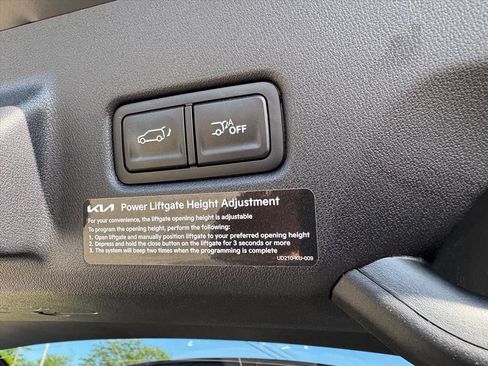 A
OFF
KIA Power Liftgate Height Adjustment
For your convenience, the liftgate opening height is adjustable
To program the opening height, perform the following:
1. Open liftgate and manually position liftgate to your preferred opening height
2. Depress and hold the close button on the liftgate for 3 seconds or more
3. The system will beep two times when the programming is complete
UD210-KU-009